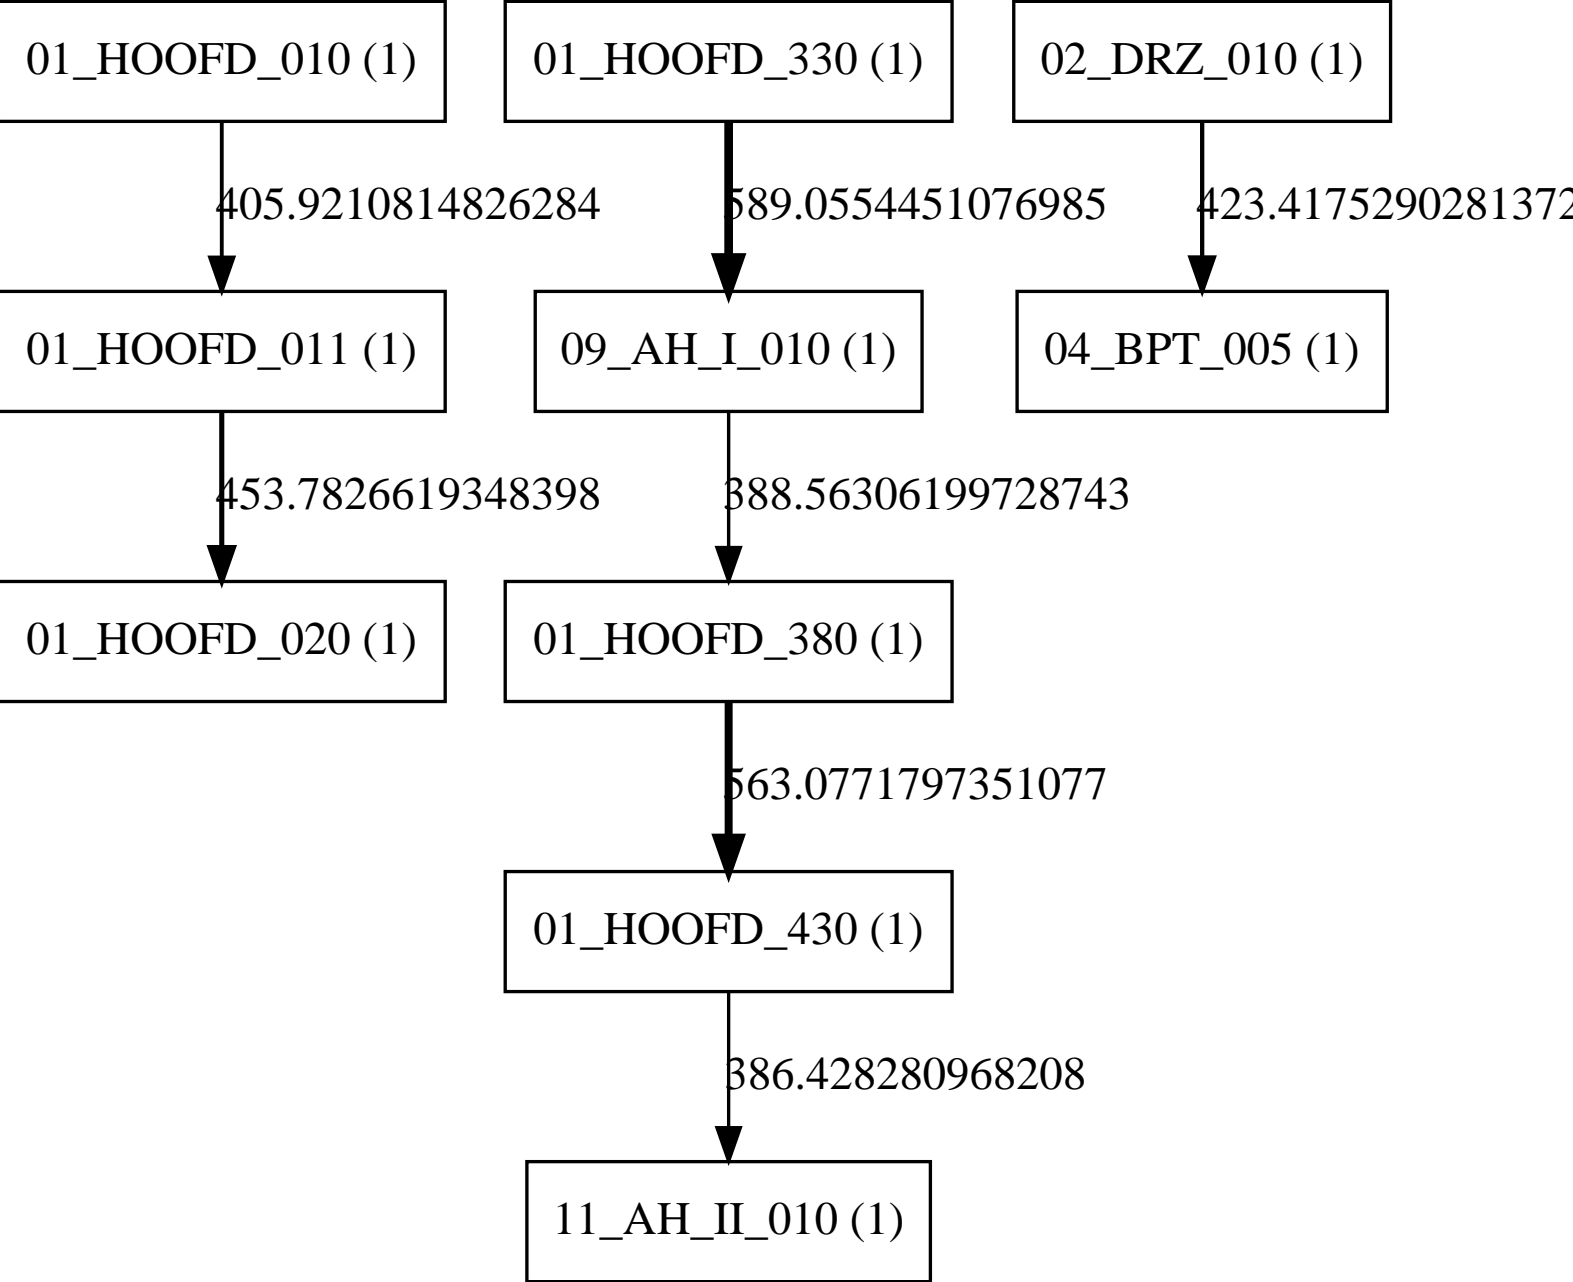 01_HOOFD_010 (1)
01_HOOFD_330 (1)
02_DRZ_010 (1)
405.9210814826284
589.0554451076985
423.4175290281372
01_HOOFD_011 (1)
09_AH_I_010 (1)
04_BPT_005 (1)
453.7826619348398
388.56306199728743
01_HOOFD_020 (1)
01_HOOFD_380 (1)
563.0771797351077
01_HOOFD_430 (1)
386.428280968208
11_AH_II_010 (1)